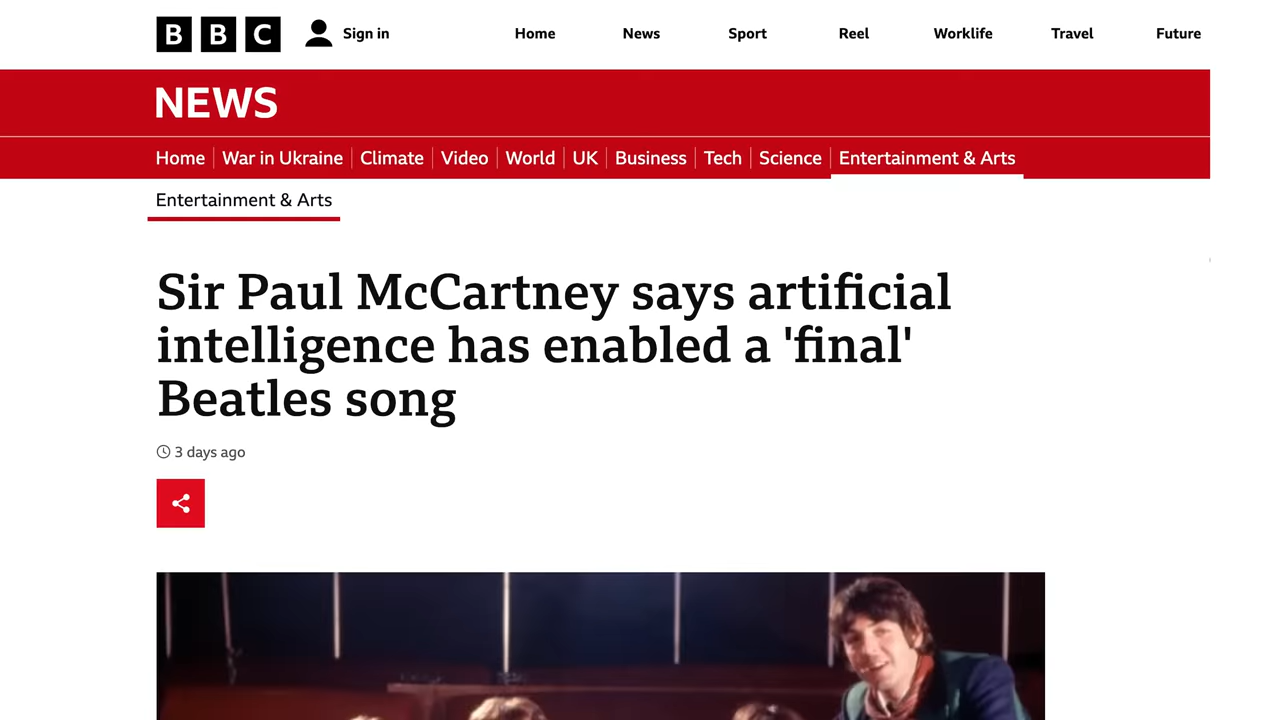 BBC Sign in Home News Sport Reel Worklife Travel Future
NEWS
Home War in Ukraine Climate Video World UK Business Tech Science Entertainment & Arts
Entertainment & Arts
Sir Paul McCartney says artificial
intelligence has enabled a 'final'
Beatles song
3 days ago